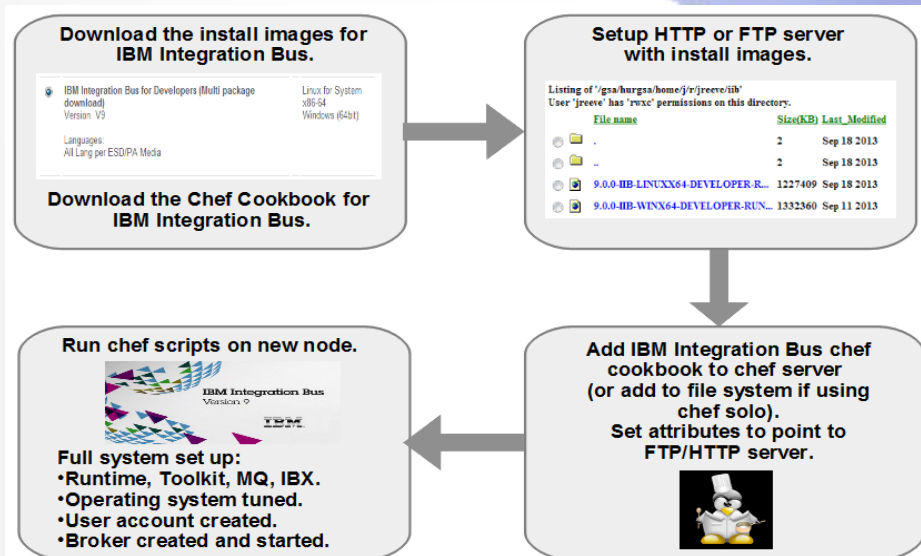 Download the install images for
IBM Integration Bus.
IBM Integration Bus for Developers (Multi package
download)
Version V9
Languages:
All Lang per ESD/PA Media
Linux for System
x86-64
Windows (64bit)
Download the Chef Cookbook for
IBM Integration Bus.
Setup HTTP or FTP server
with install images.
Listing of '/gsa/hurgsa/home/j/r/jreeve/iib'
User 'jreeve' has 'rwxc' permissions on this directory.
File name Size(KB) Last_Modified
. 2 Sep 18 2013
.. 2 Sep 18 2013
9.0.0-IIB-LINUXX64-DEVELOPER-R... 1227409 Sep 18 2013
9.0.0-IIB-WINX64-DEVELOPER-RUN... 1332360 Sep 11 2013
Add IBM Integration Bus chef
cookbook to chef server
(or add to file system if using
chef solo).
Set attributes to point to
FTP/HTTP server.
Run chef scripts on new node.
IBM Integration Bus
Version 9
IBM
Full system set up:
•Runtime, Toolkit, MQ, IBX.
•Operating system tuned.
•User account created.
•Broker created and started.